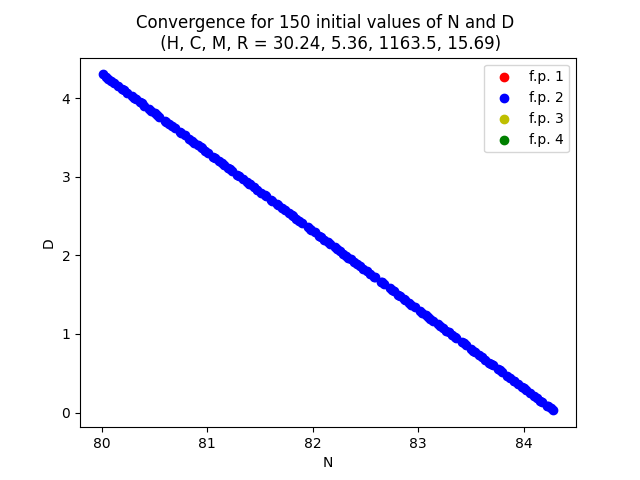 Convergence for 150 initial values of N and D
(H, C, M, R = 30.24, 5.36, 1163.5, 15.69)
f.p. 1
f.p. 2
f.p. 3
f.p. 4
4
3
2
1
0
D
80 81 82 83 84
N